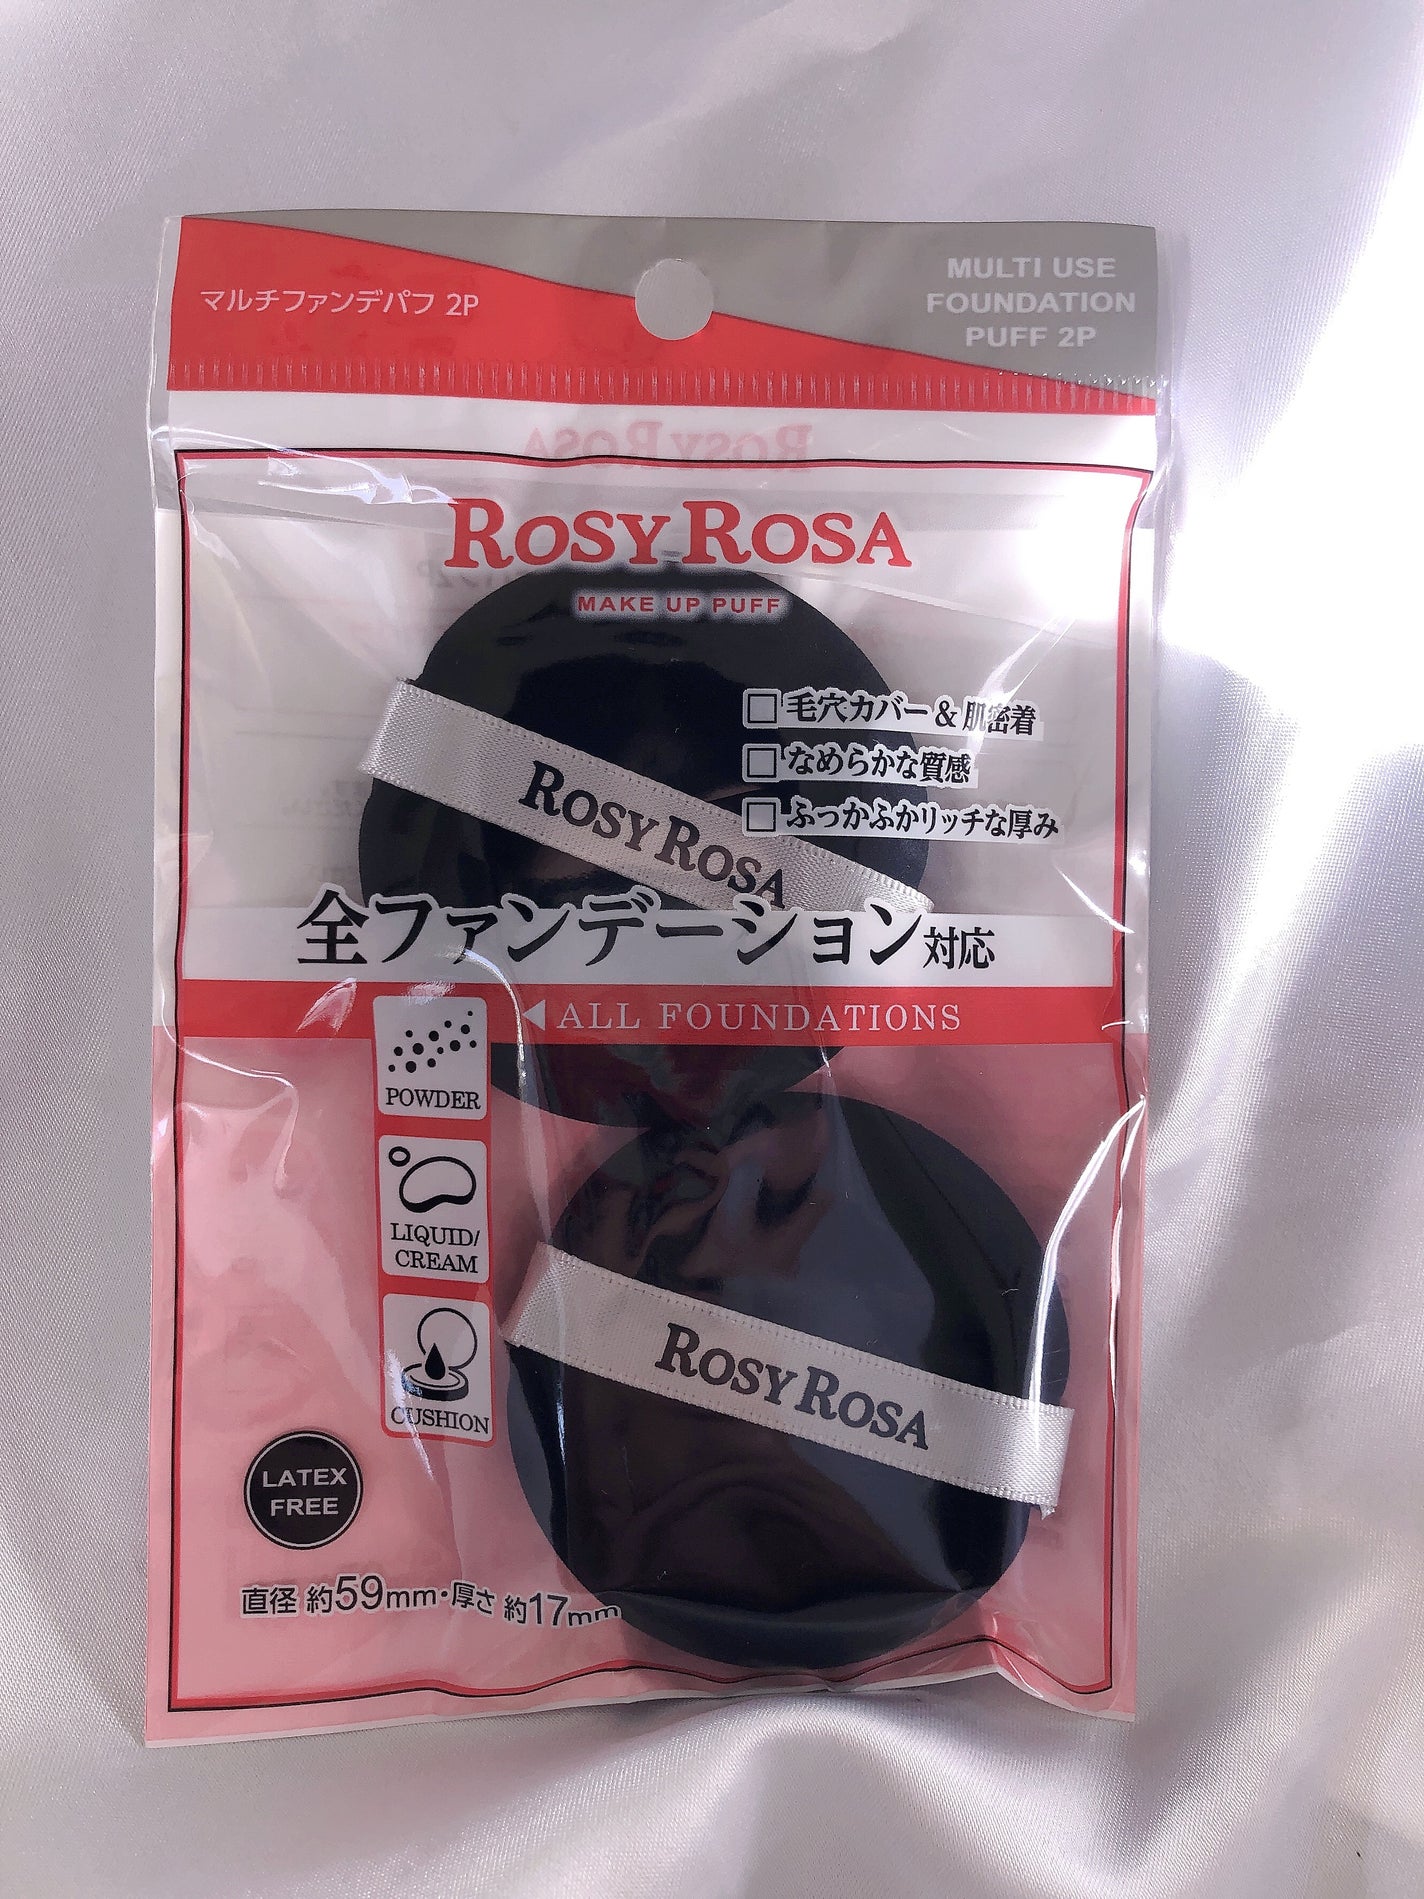 マルチファンデパフ 2P
MULTI USE
FOUNDATION
PUFF 2P
ROSY ROSA
ROSY ROSA
MAKE UP PUFF
□毛穴カバー&肌密着
□なめらかな質感
□ふっかふかリッチな厚み
ROSY ROSA
全ファンデーション対応
◀ALL FOUNDATIONS
POWDER
LIQUID/
CREAM
CUSHION
ROSY ROSA
LATEX
FREE
直径 約59mm・厚さ 約17mm